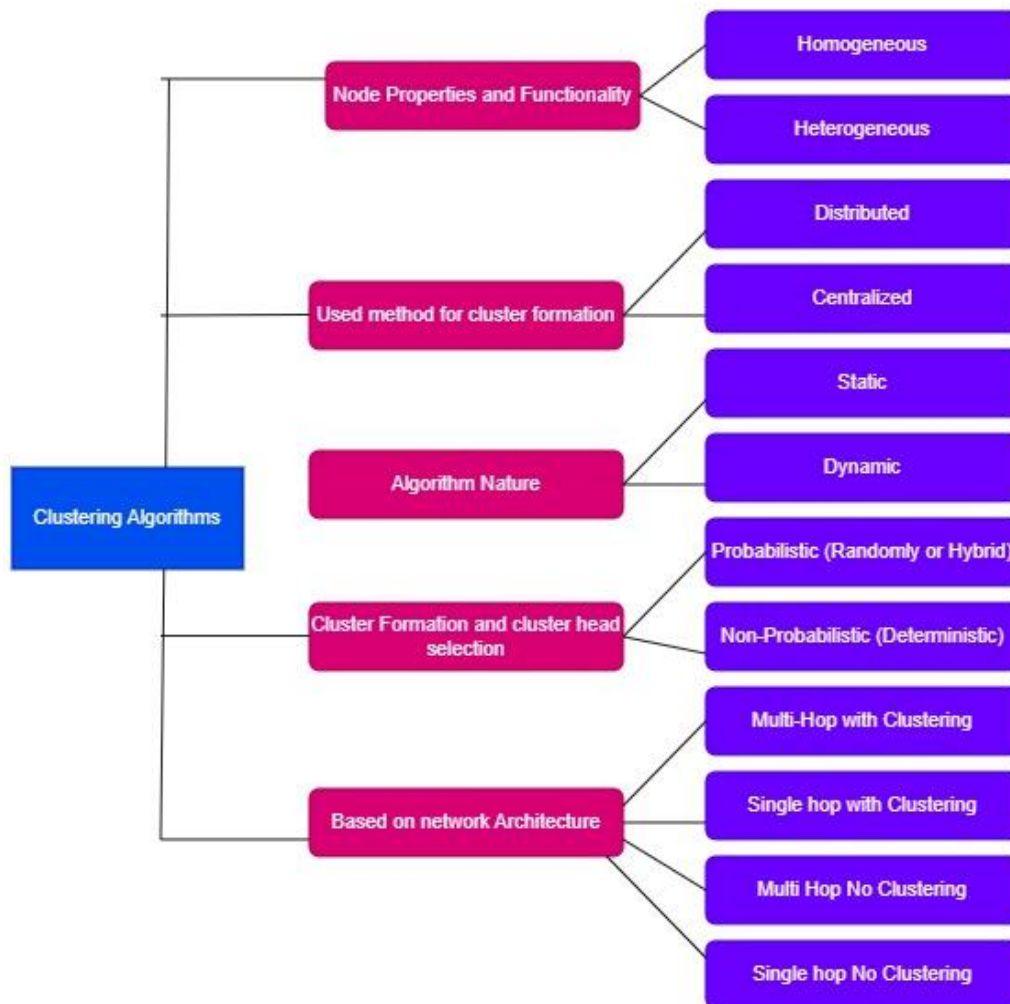 Homogeneous
Node Properties and Functionality
Heterogeneous
Distributed
Centralized
Used method for cluster formation
Static
Dynamic
Algorithm Nature
Clustering Algorithms
Probabilistic (Randomly or Hybrid)
Cluster Formation and cluster head
selection
Non-Probabilistic (Deterministic)
Multi-Hop with Clustering
Single hop with Clustering
Based on network Architecture
Multi Hop No Clustering
Single hop No Clustering